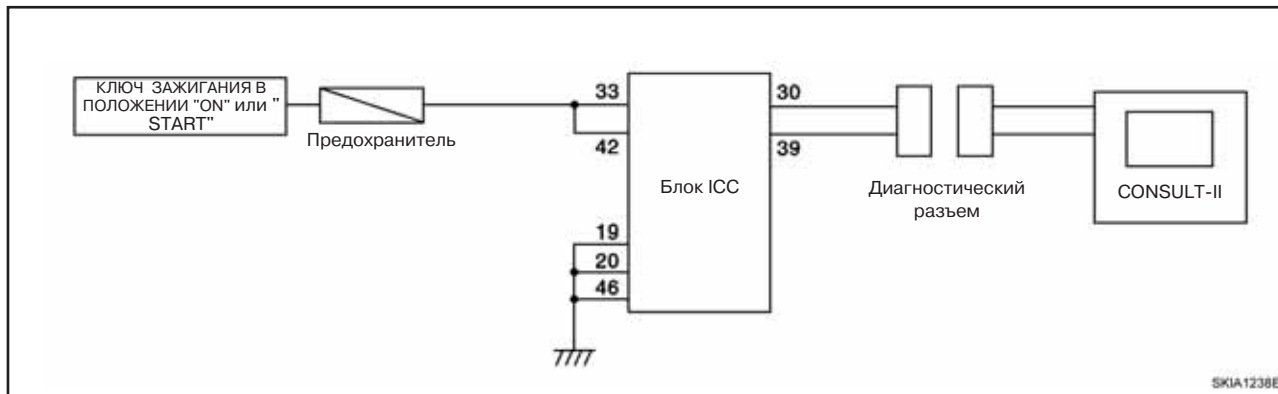 КЛЮЧ ЗАЖИГАНИЯ В
ПОЛОЖЕНИИ "ON" или "
START"
Предохранитель
33
42
19
20
46
Блок ICC
30
39
Диагностический
разъем
CONSULT-II
SKIA1238E